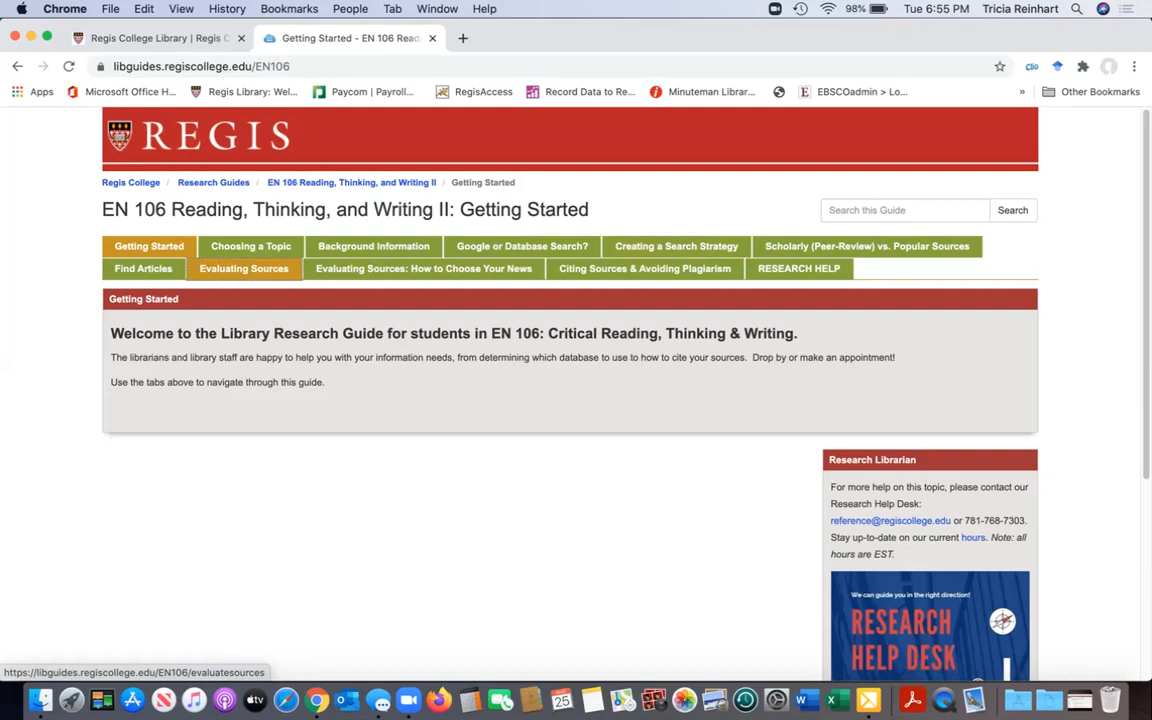 Chrome File Edit View History Bookmarks People Tab Window Help 98% Tue 6:55 PM Tricia Reinhart
Regis College Library | Regis C Getting Started - EN 106 Read
libguides.regiscollege.edu/EN106
Apps Microsoft Office H... Regis Library: Wel... Paycom | Payroll... RegisAccess Record Data to Re... Minuteman Librar... EBSCOadmin > Lo... » Other Bookmarks
REGIS
Regis College / Research Guides / EN 106 Reading, Thinking, and Writing II / Getting Started
EN 106 Reading, Thinking, and Writing II: Getting Started
Search this Guide Search
Getting Started Choosing a Topic Background Information Google or Database Search? Creating a Search Strategy Scholarly (Peer-Review) vs. Popular Sources
Find Articles Evaluating Sources Evaluating Sources: How to Choose Your News Citing Sources & Avoiding Plagiarism RESEARCH HELP
Getting Started
Welcome to the Library Research Guide for students in EN 106: Critical Reading, Thinking & Writing.
The librarians and library staff are happy to help you with your information needs, from determining which database to use to how to cite your sources. Drop by or make an appointment!
Use the tabs above to navigate through this guide.
Research Librarian
For more help on this topic, please contact our
Research Help Desk:
reference@regiscollege.edu or 781-768-7303.
Stay up-to-date on our current hours. Note: all
hours are EST.
We can guide you in the right direction!
RESEARCH
HELP DESK
https://libguides.regiscollege.edu/EN106/evaluatesources